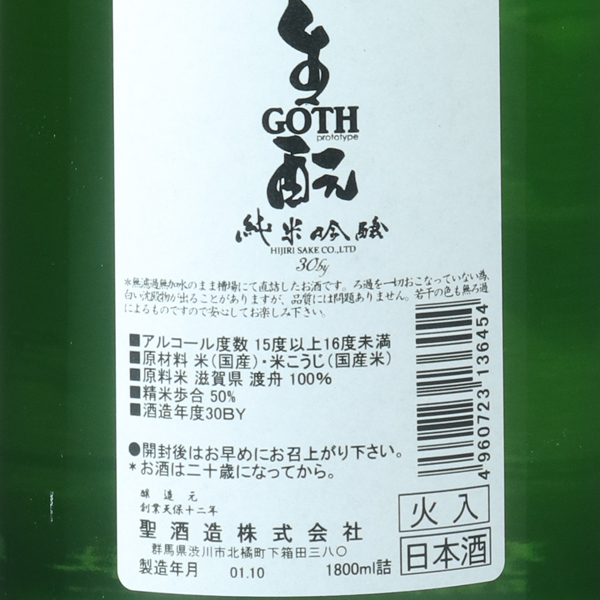 生
GOTH
prototype
酛
純米吟醸
HIJIRI SAKE CO.,LTD
30by
*無濾過無加水のまま槽場にて直詰したお酒です。ろ過を一切おこなっていない為、
白い沈殿物が出ることがありますが、品質には問題ありません。若干の色も無ろ過
によるものですので安心してお楽しみ下さい。
■アルコール度数 15度以上16度未満
■原材料 米(国産)・米こうじ(国産米)
■原料米 滋賀県 渡舟 100%
■精米歩合 50%
■酒造年度30BY
●開封後はお早めにお召上がり下さい。
*お酒は二十歳になってから。
醸造元
創業天保十二年
聖酒造株式会社
群馬県渋川市北橘町下箱田三八〇
製造年月 01.10 1800ml詰
火入
日本酒
4 960723 136454